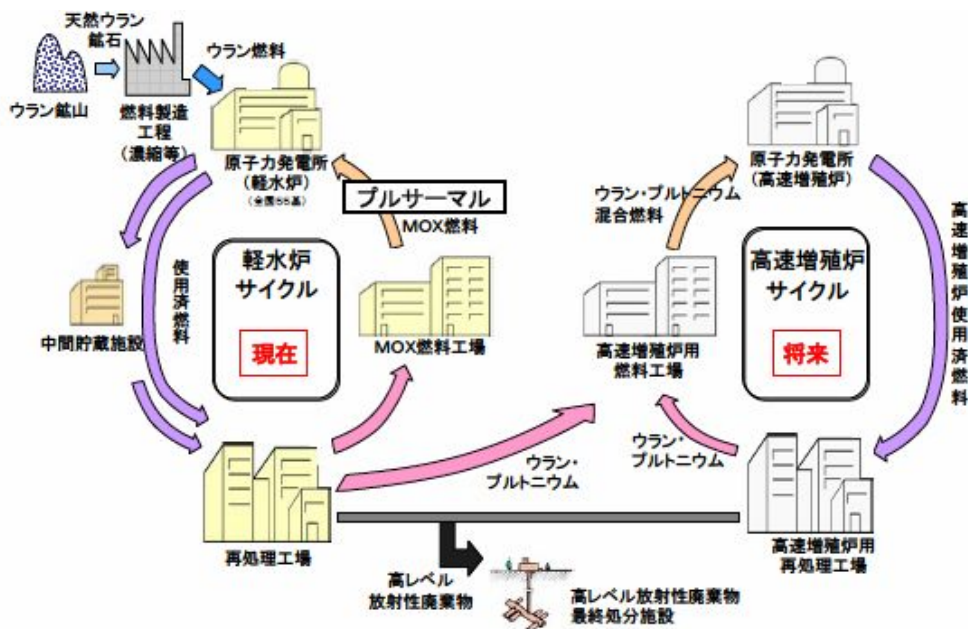 天然ウラン
鉱石
ウラン鉱山
燃料製造
工程
（濃縮等）
ウラン燃料
原子力発電所
（軽水炉）
（全国55基）
プルサーマル
MOX燃料
軽水炉
サイクル
現在
使用済燃料
中間貯蔵施設
MOX燃料工場
再処理工場
ウラン・
プルトニウム
原子力発電所
（高速増殖炉）
ウラン・プルトニウム
混合燃料
高速増殖炉
サイクル
将来
高速増殖炉使用済燃料
高速増殖炉用
燃料工場
ウラン・
プルトニウム
高速増殖炉用
再処理工場
高レベル
放射性廃棄物
高レベル放射性廃棄物
最終処分施設